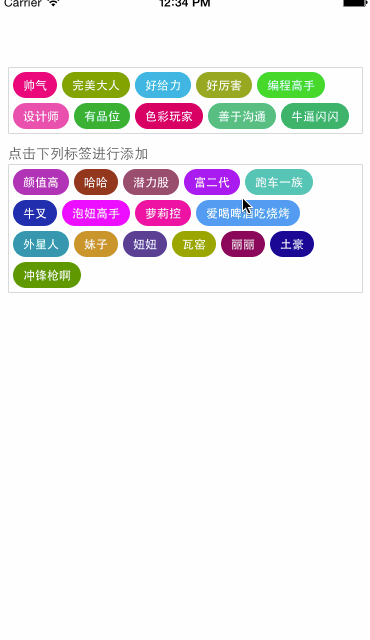 Carrier 12:34 PM
帅气 完美大人 好给力 好厉害 编程高手
设计师 有品位 色彩玩家 善于沟通 牛逼闪闪
点击下列标签进行添加
颜值高 哈哈 潜力股 富二代 跑车一族
牛叉 泡妞高手 萝莉控 爱喝啤酒吃烧烤
外星人 妹子 妞妞 瓦窑 丽丽 土豪
冲锋枪啊